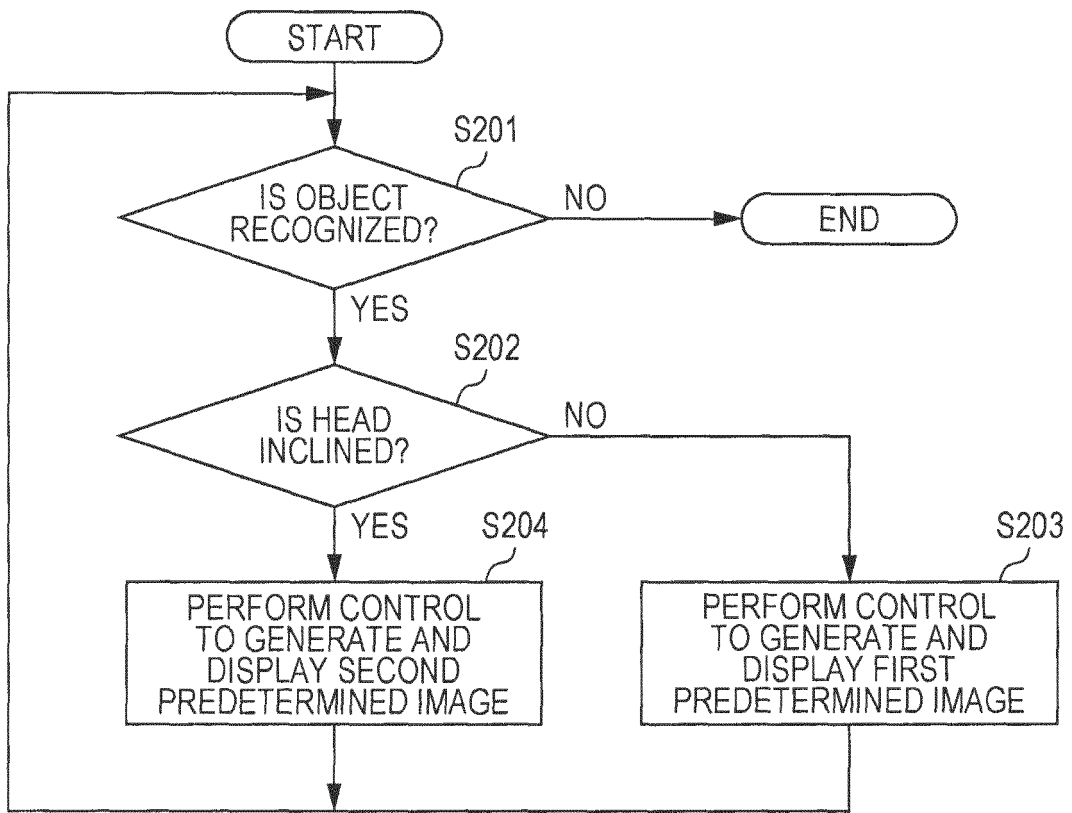 START
S201
IS OBJECT
RECOGNIZED?
NO
END
YES
S202
IS HEAD
INCLINED?
NO
YES
S204
PERFORM CONTROL
TO GENERATE AND
DISPLAY SECOND
PREDETERMINED IMAGE
S203
PERFORM CONTROL
TO GENERATE AND
DISPLAY FIRST
PREDETERMINED IMAGE